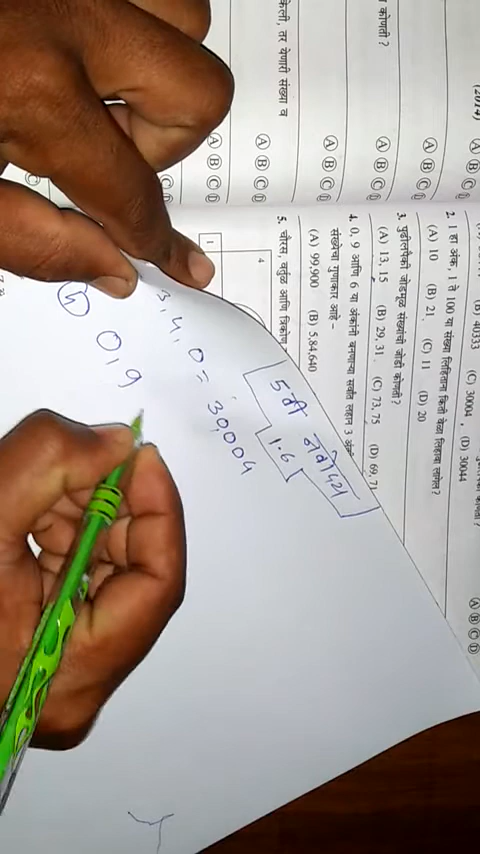 (2014)
Ⓐ Ⓑ Ⓒ Ⓓ
कोणती ?
Ⓐ Ⓑ Ⓒ Ⓓ
Ⓐ Ⓑ Ⓒ Ⓓ
केली, तर येणारी संख्या व
Ⓐ Ⓑ Ⓒ Ⓓ
Ⓐ Ⓑ Ⓒ Ⓓ
Ⓐ Ⓑ Ⓒ Ⓓ
(B) 40333 (C) 30004 , (D) 30044
2. 1 हा अंक, 1 ते 100 या संख्या लिहिताना किती वेळा लिहावा लागेल?
(A) 10 (B) 21 (C) 11 (D) 20
3. पुढीलपैकी जोडमूळ संख्यांची जोडी कोणती ?
(A) 13, 15 (B) 29, 31 . (C) 73, 75 (D) 69, 71
4. 0, 9 आणि 6 या अंकांनी बनणाऱ्या सर्वांत लहान 3 अंकी
संख्येचा गुणाकार आहे –
(A) 99,900 (B) 5,84,640
5. चौरस, वर्तुळ आणि त्रिकोण
4
1
Ⓐ Ⓑ Ⓒ Ⓓ
5वी नवोदय
1.6
3, 4, 0 = 30,004
4) 0, 9